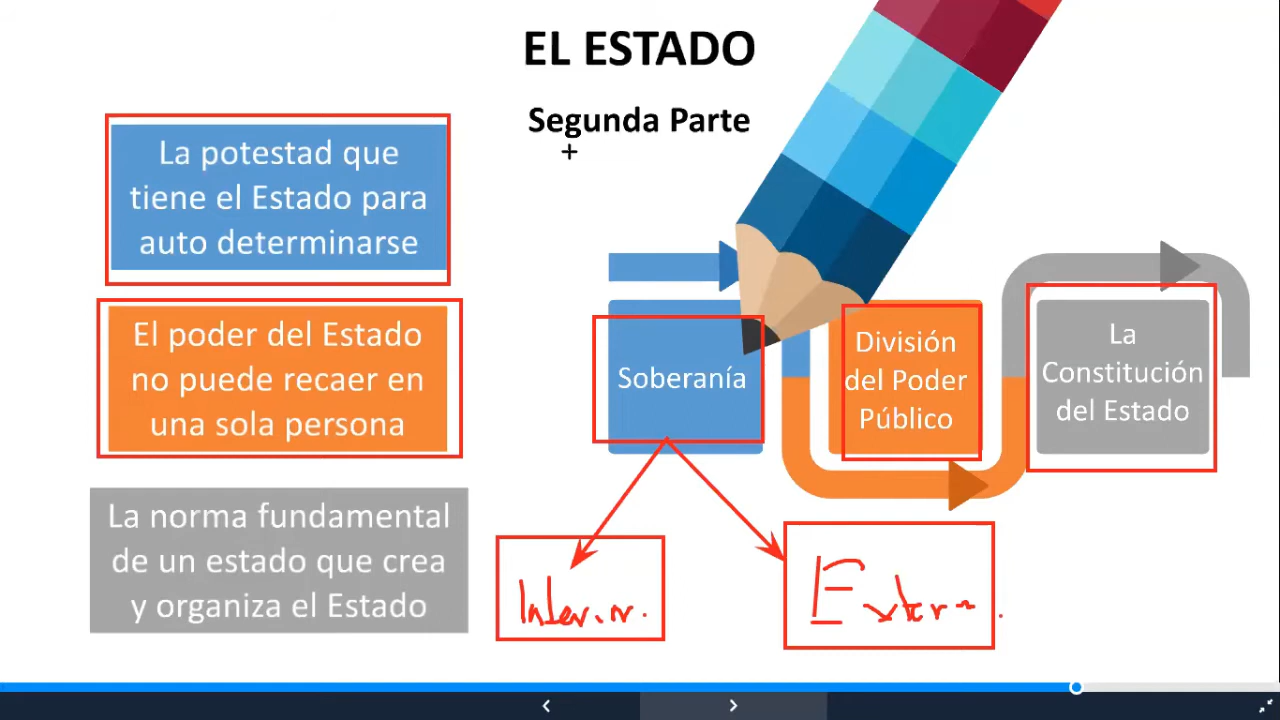 EL ESTADO
Segunda Parte
La potestad que
tiene el Estado para
auto determinarse
El poder del Estado
no puede recaer en
una sola persona
La norma fundamental
de un estado que crea
y organiza el Estado
Soberanía
División
del Poder
Público
La
Constitución
del Estado